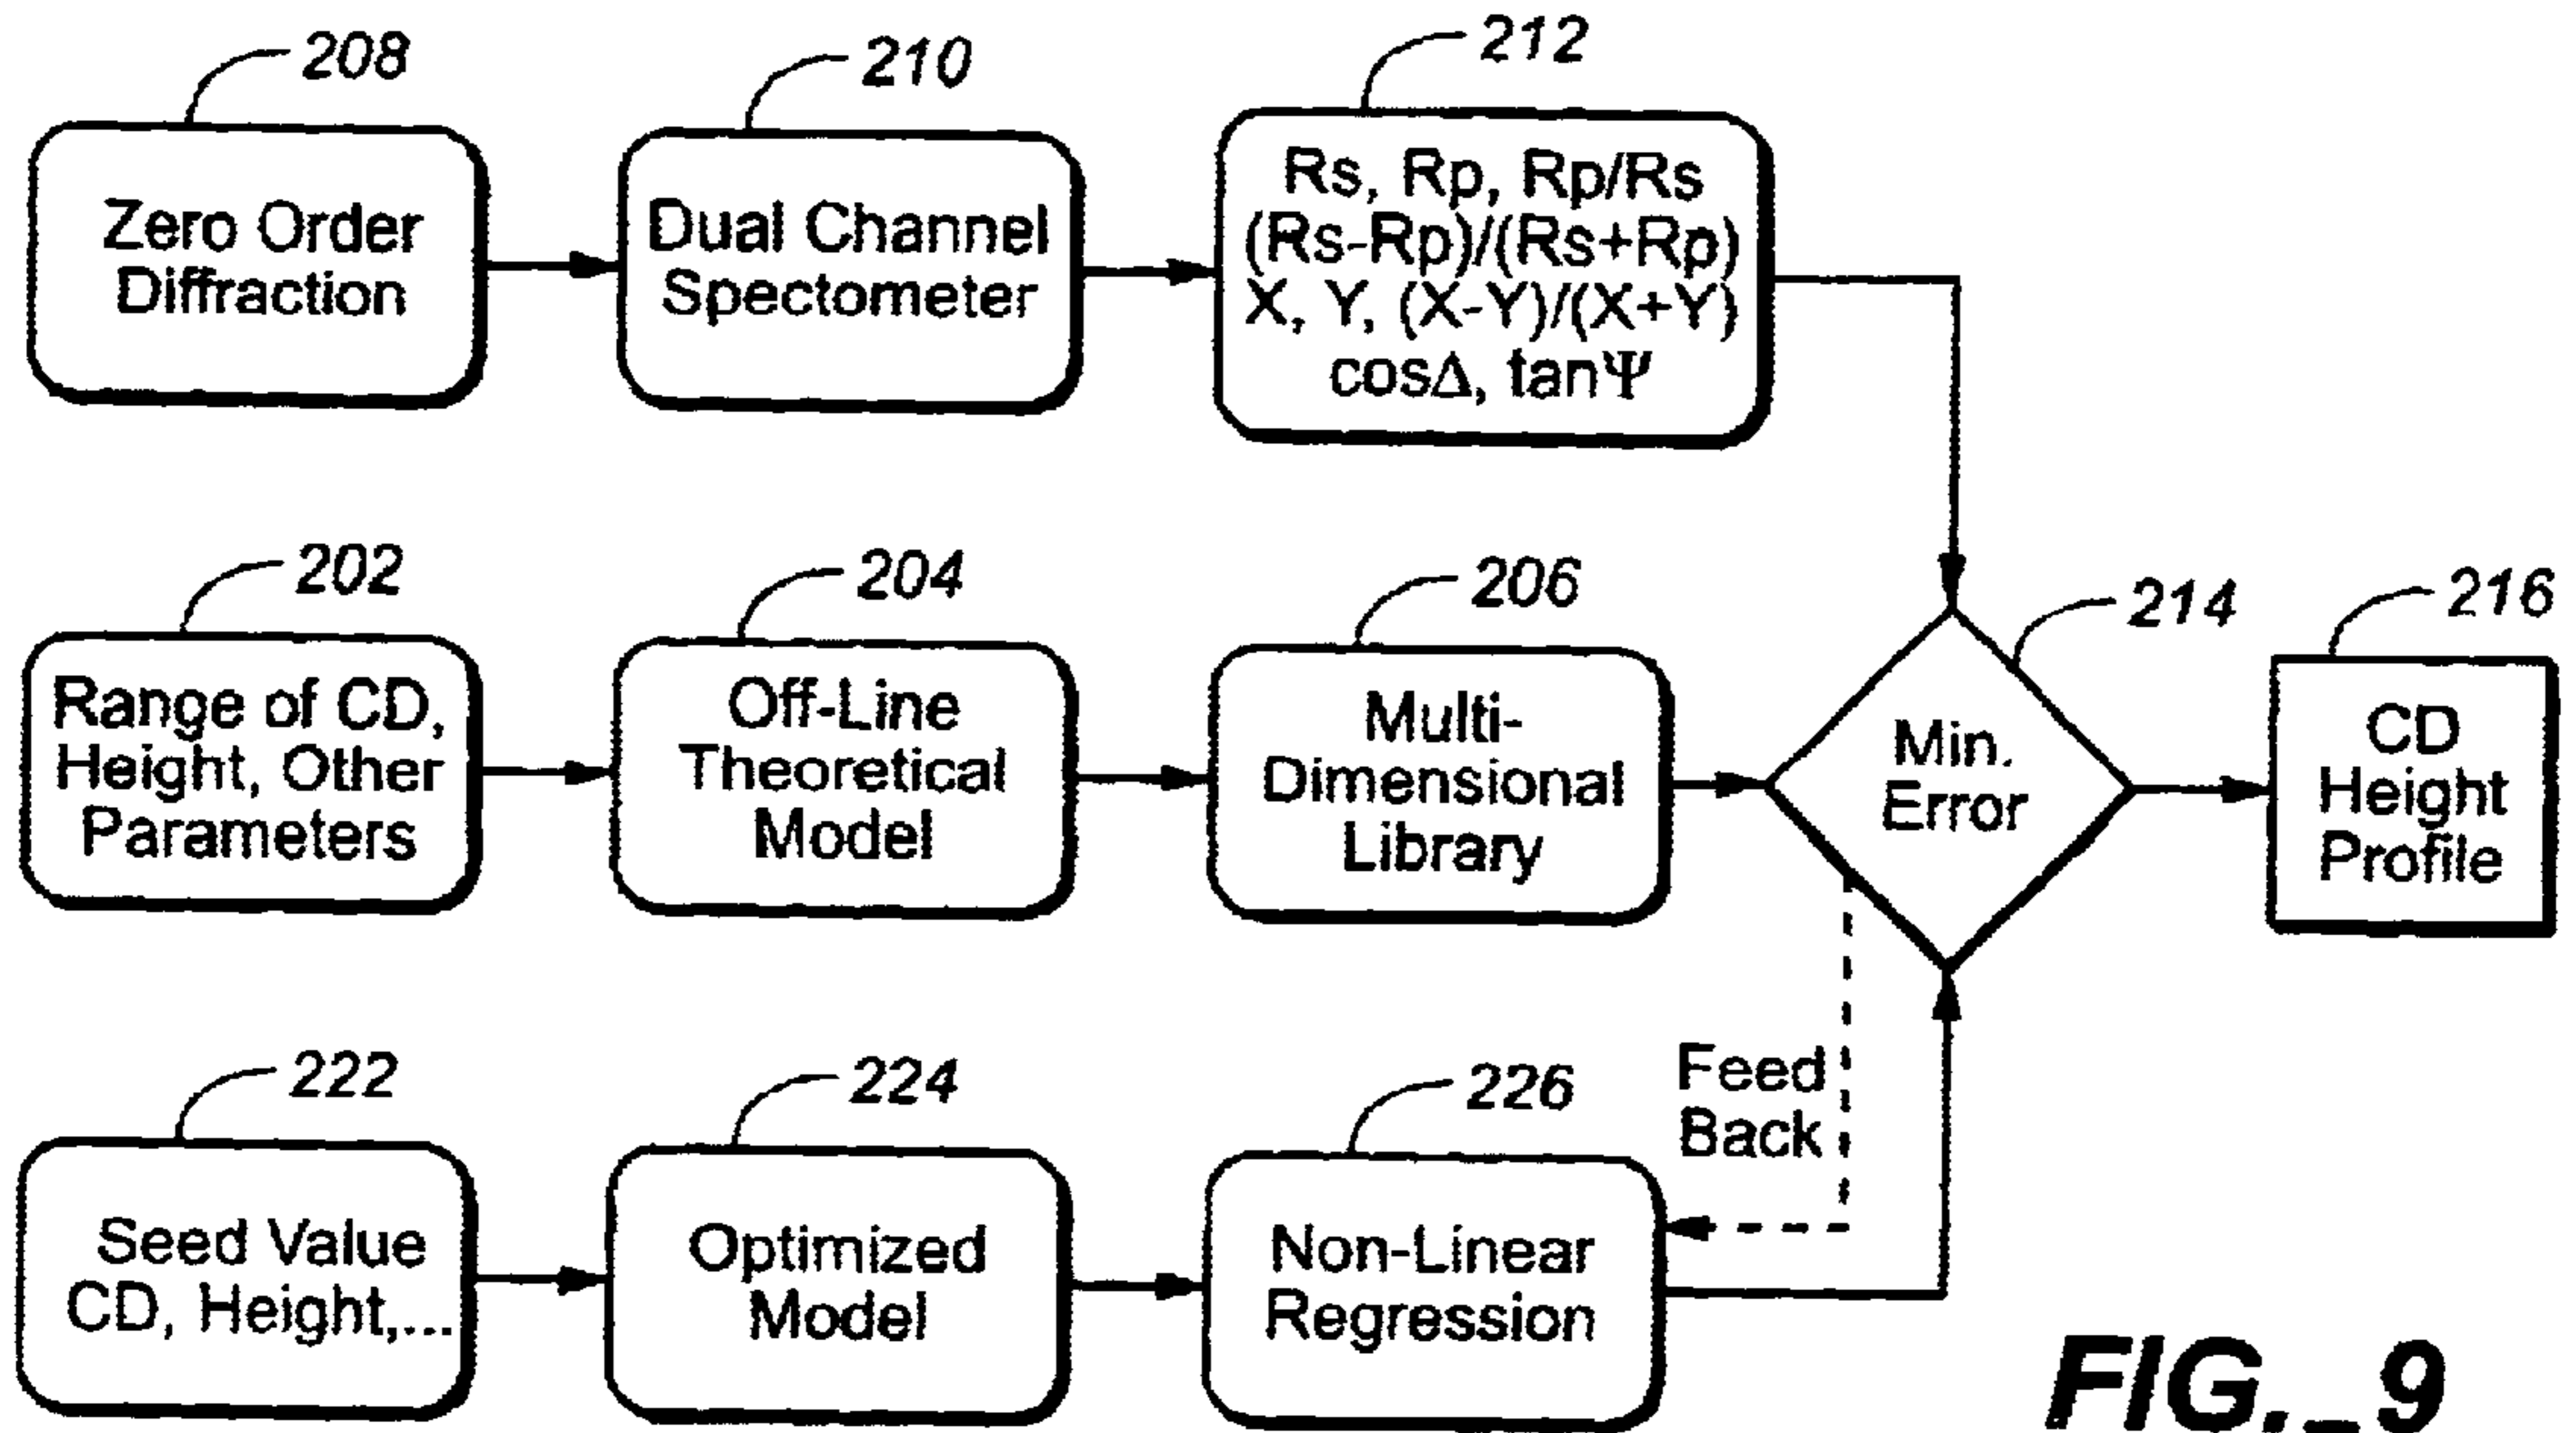 208
Zero Order
Diffraction
210
Dual Channel
Spectometer
212
Rs, Rp, Rp/Rs
(Rs-Rp)/(Rs+Rp)
X, Y, (X-Y)/(X+Y)
cosΔ, tanΨ
202
Range of CD,
Height, Other
Parameters
204
Off-Line
Theoretical
Model
206
Multi-
Dimensional
Library
214
Min.
Error
216
CD
Height
Profile
222
Seed Value
CD, Height,...
224
Optimized
Model
226
Non-Linear
Regression
Feed
Back
FIG._9